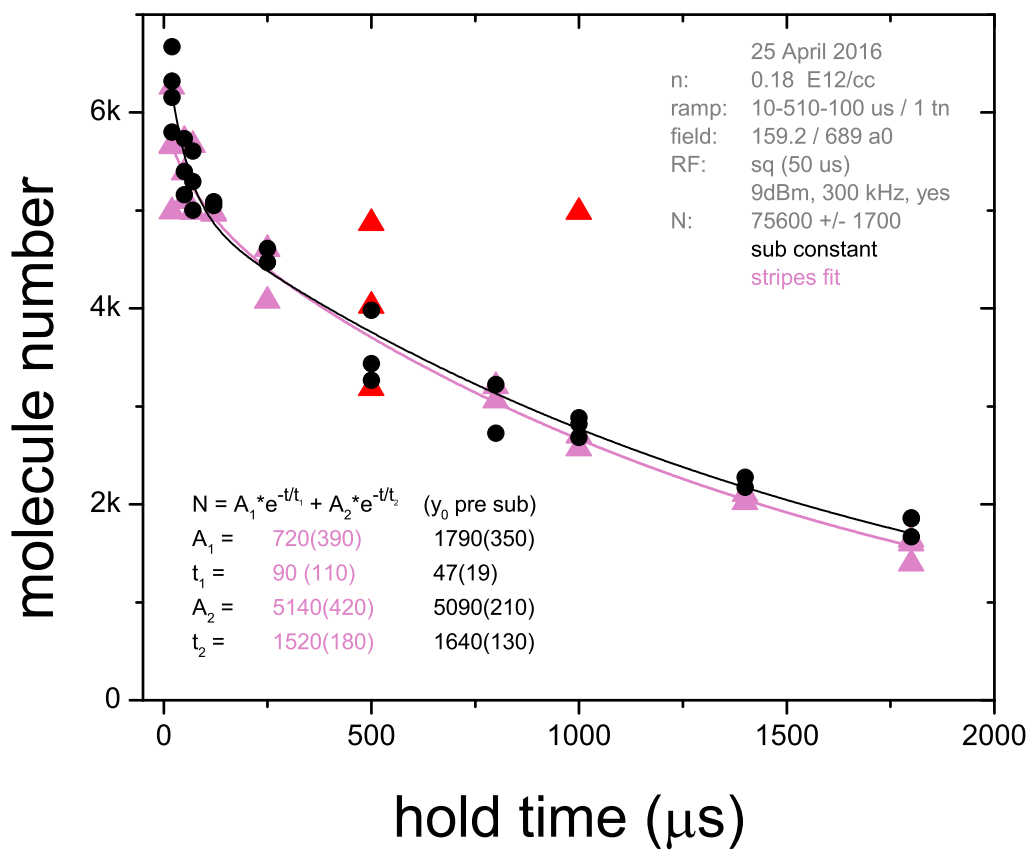 25 April 2016
n: 0.18 E12/cc
ramp: 10-510-100 us / 1 tn
field: 159.2 / 689 a0
RF: sq (50 us)
9dBm, 300 kHz, yes
N: 75600 +/- 1700
sub constant
stripes fit
molecule number
6k
4k
2k
0
N = A₁*e^-t/t₁ + A₂*e^-t/t₂ (y₀ pre sub)
A₁ = 720(390) 1790(350)
t₁ = 90 (110) 47(19)
A₂ = 5140(420) 5090(210)
t₂ = 1520(180) 1640(130)
0 500 1000 1500 2000
hold time (μs)